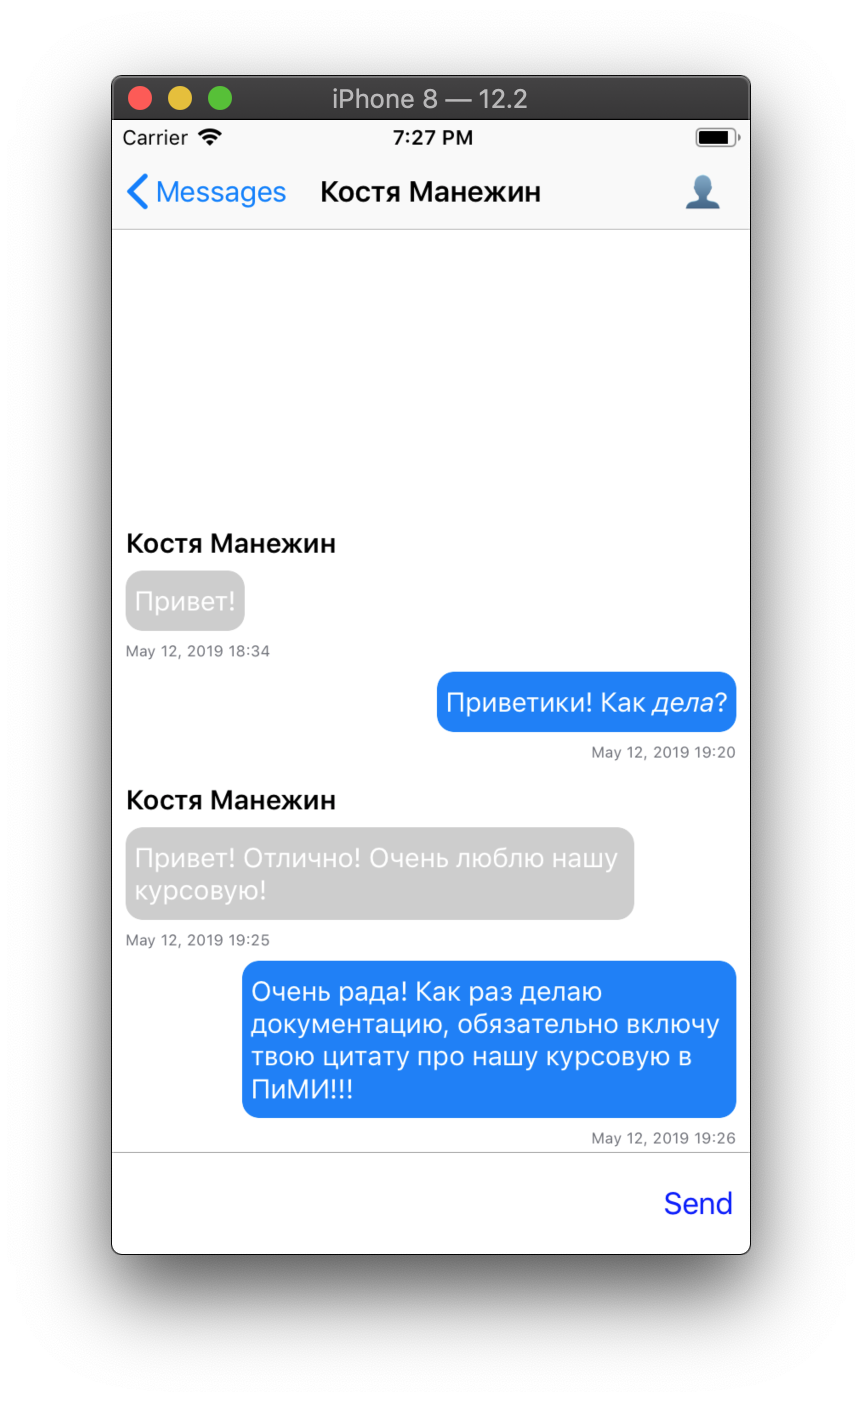 iPhone 8 — 12.2
Carrier 7:27 PM
Messages Костя Манежин
Костя Манежин
Привет!
May 12, 2019 18:34
Приветики! Как дела?
May 12, 2019 19:20
Костя Манежин
Привет! Отлично! Очень люблю нашу
курсовую!
May 12, 2019 19:25
Очень рада! Как раз делаю
документацию, обязательно включу
твою цитату про нашу курсовую в
ПиМИ!!!
May 12, 2019 19:26
Send